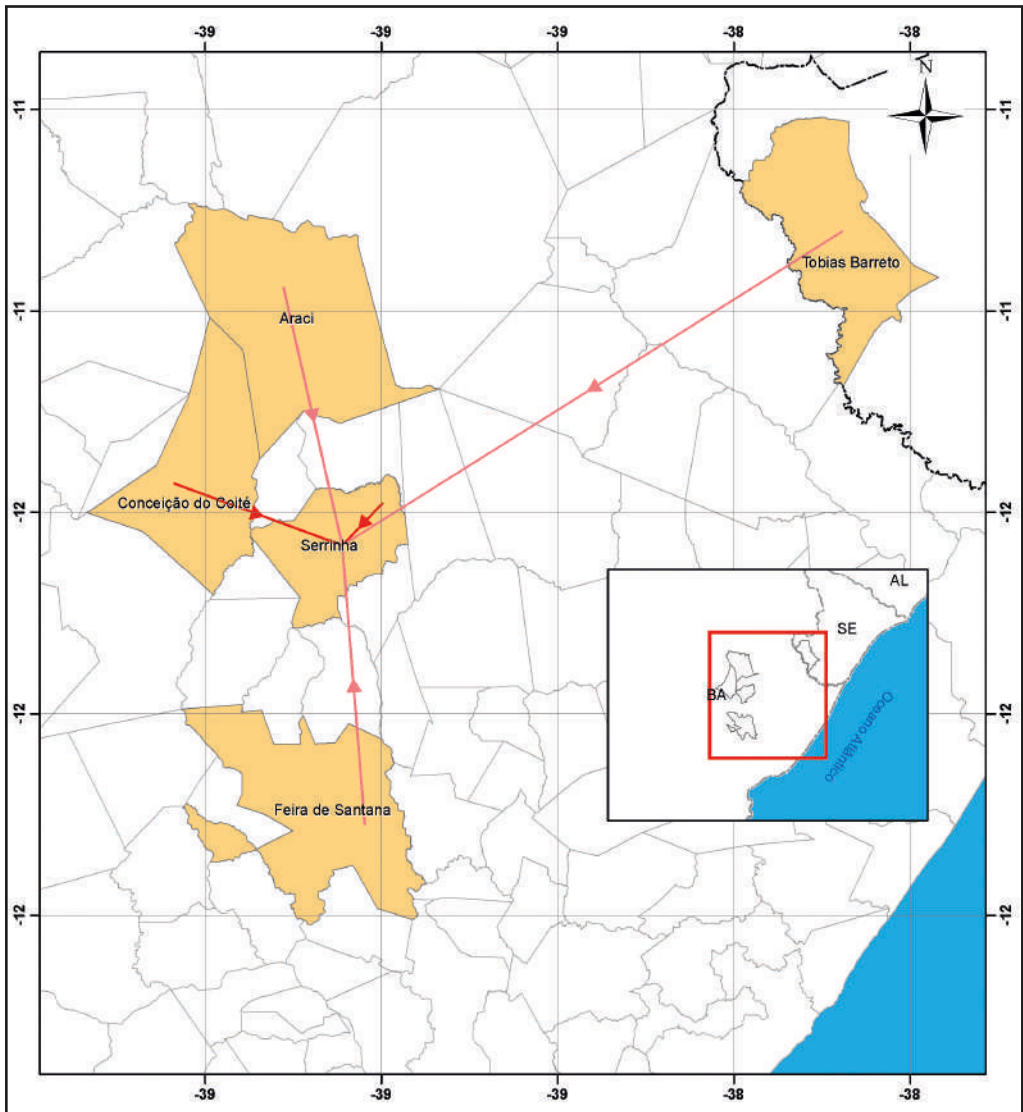 -39
-39
-39
-38
-38
N
-11
-11
Tobias Barreto
-11
-11
Araci
Conceição do Coité
-12
-12
Serrinha
AL
SE
BA
Oceano Atlântico
-12
-12
Feira de Santana
-12
-12
-39
-39
-39
-38
-38